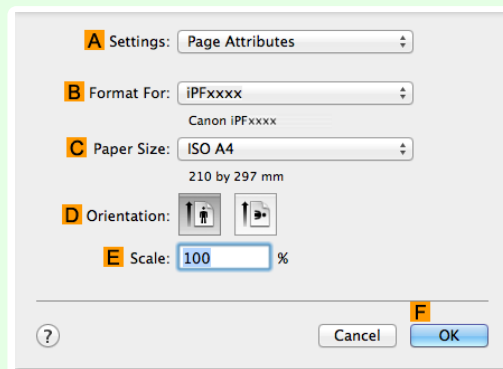 A Settings: Page Attributes
B Format For: iPFxxxx
Canon iPFxxxx
C Paper Size: ISO A4
210 by 297 mm
D Orientation:
E Scale: 100 %
F
? Cancel OK